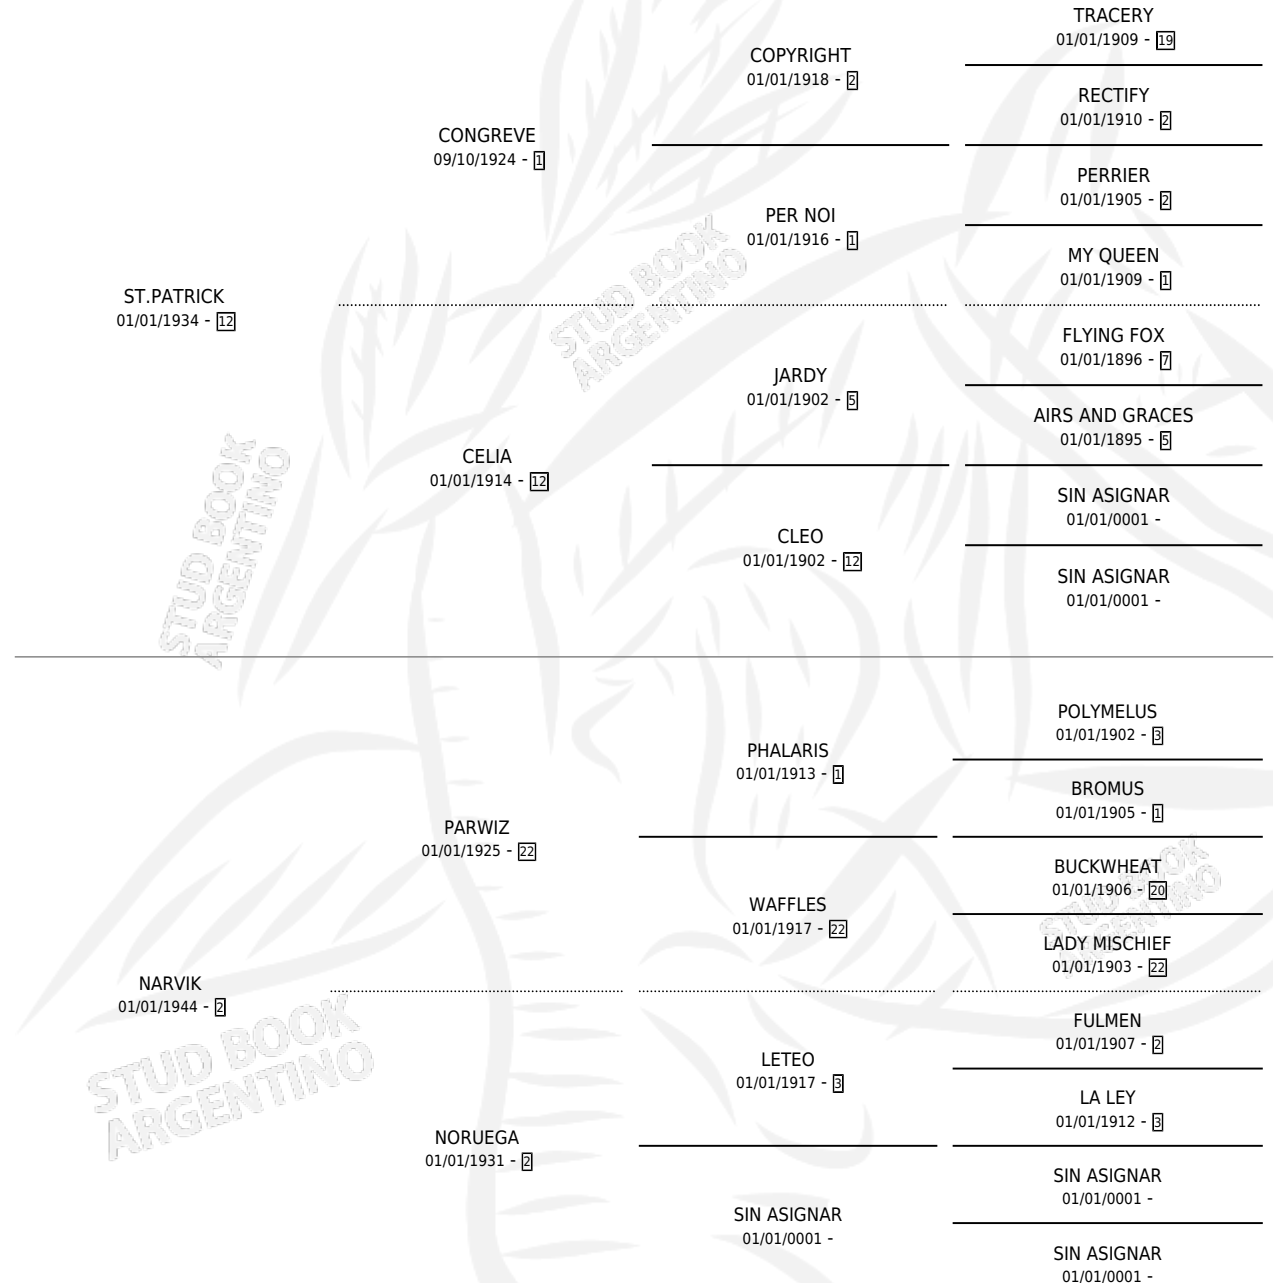 TRACERY
01/01/1909 - 19
COPYRIGHT
01/01/1918 - 2
RECTIFY
01/01/1910 - 2
CONGREVE
09/10/1924 - 1
PERRIER
01/01/1905 - 2
PER NOI
01/01/1916 - 1
MY QUEEN
01/01/1909 - 1
ST.PATRICK
01/01/1934 - 12
FLYING FOX
01/01/1896 - 7
JARDY
01/01/1902 - 5
AIRS AND GRACES
01/01/1895 - 5
CELIA
01/01/1914 - 12
SIN ASIGNAR
01/01/0001 -
CLEO
01/01/1902 - 12
SIN ASIGNAR
01/01/0001 -
STUD BOOK
ARGENTINO
STUD BOOK
ARGENTINO
POLYMELUS
01/01/1902 - 3
PHALARIS
01/01/1913 - 1
BROMUS
01/01/1905 - 1
PARWIZ
01/01/1925 - 22
BUCKWHEAT
01/01/1906 - 20
WAFFLES
01/01/1917 - 22
LADY MISCHIEF
01/01/1903 - 22
NARVIK
01/01/1944 - 2
FULMEN
01/01/1907 - 2
LETEO
01/01/1917 - 3
LA LEY
01/01/1912 - 3
NORUEGA
01/01/1931 - 2
SIN ASIGNAR
01/01/0001 -
SIN ASIGNAR
01/01/0001 -
SIN ASIGNAR
01/01/0001 -
STUD BOOK
ARGENTINO
STUD BOOK
ARGENTINO